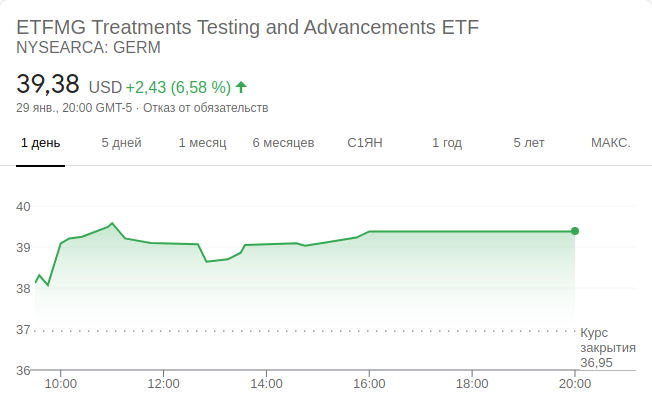 ETFMG Treatments Testing and Advancements ETF
NYSEARCA: GERM
39,38 USD +2,43 (6,58 %)
29 янв., 20:00 GMT-5 · Отказ от обязательств
1 день 5 дней 1 месяц 6 месяцев С1ЯН 1 год 5 лет МАКС.
40
39
38
37
Курс
закрытия
36,95
36
10:00 12:00 14:00 16:00 18:00 20:00